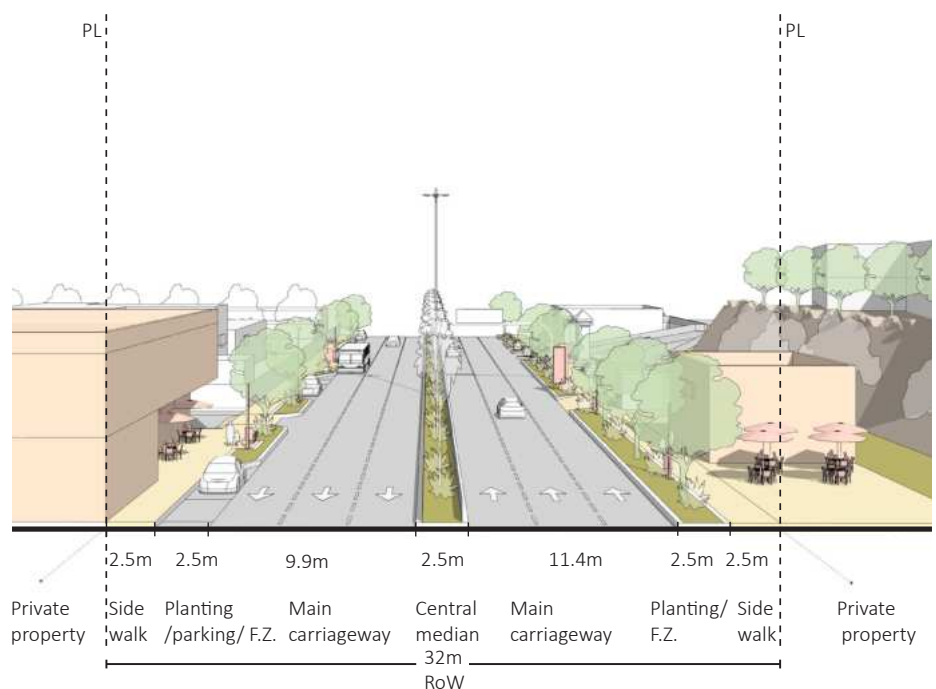 PL
PL
2.5m
2.5m
9.9m
2.5m
11.4m
2.5m
2.5m
Private
property
Side
walk
Planting
/parking/ F.Z.
Main
carriageway
Central
median
Main
carriageway
Planting/
F.Z.
Side
walk
Private
property
32m
RoW